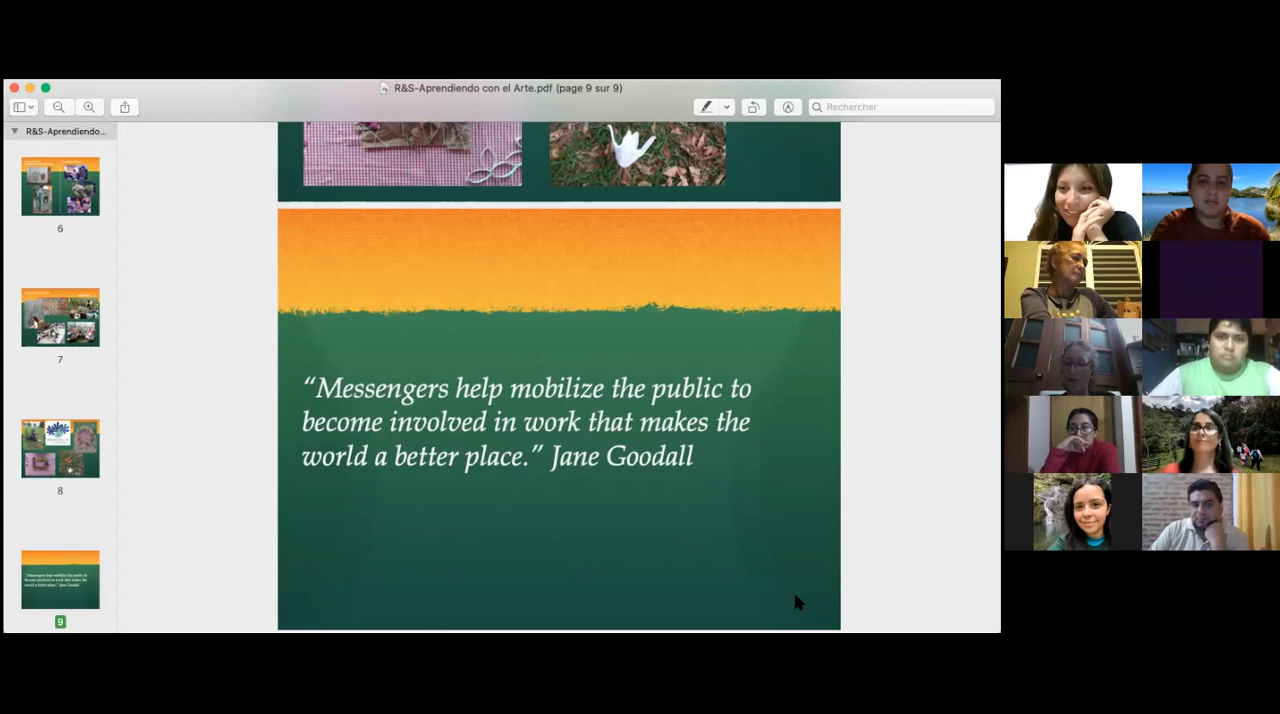 R&S-Aprendiendo con el Arte.pdf (page 9 sur 9)
Rechercher
R&S-Aprendiendo...
6
7
8
9
“Messengers help mobilize the public to
become involved in work that makes the
world a better place.” Jane Goodall